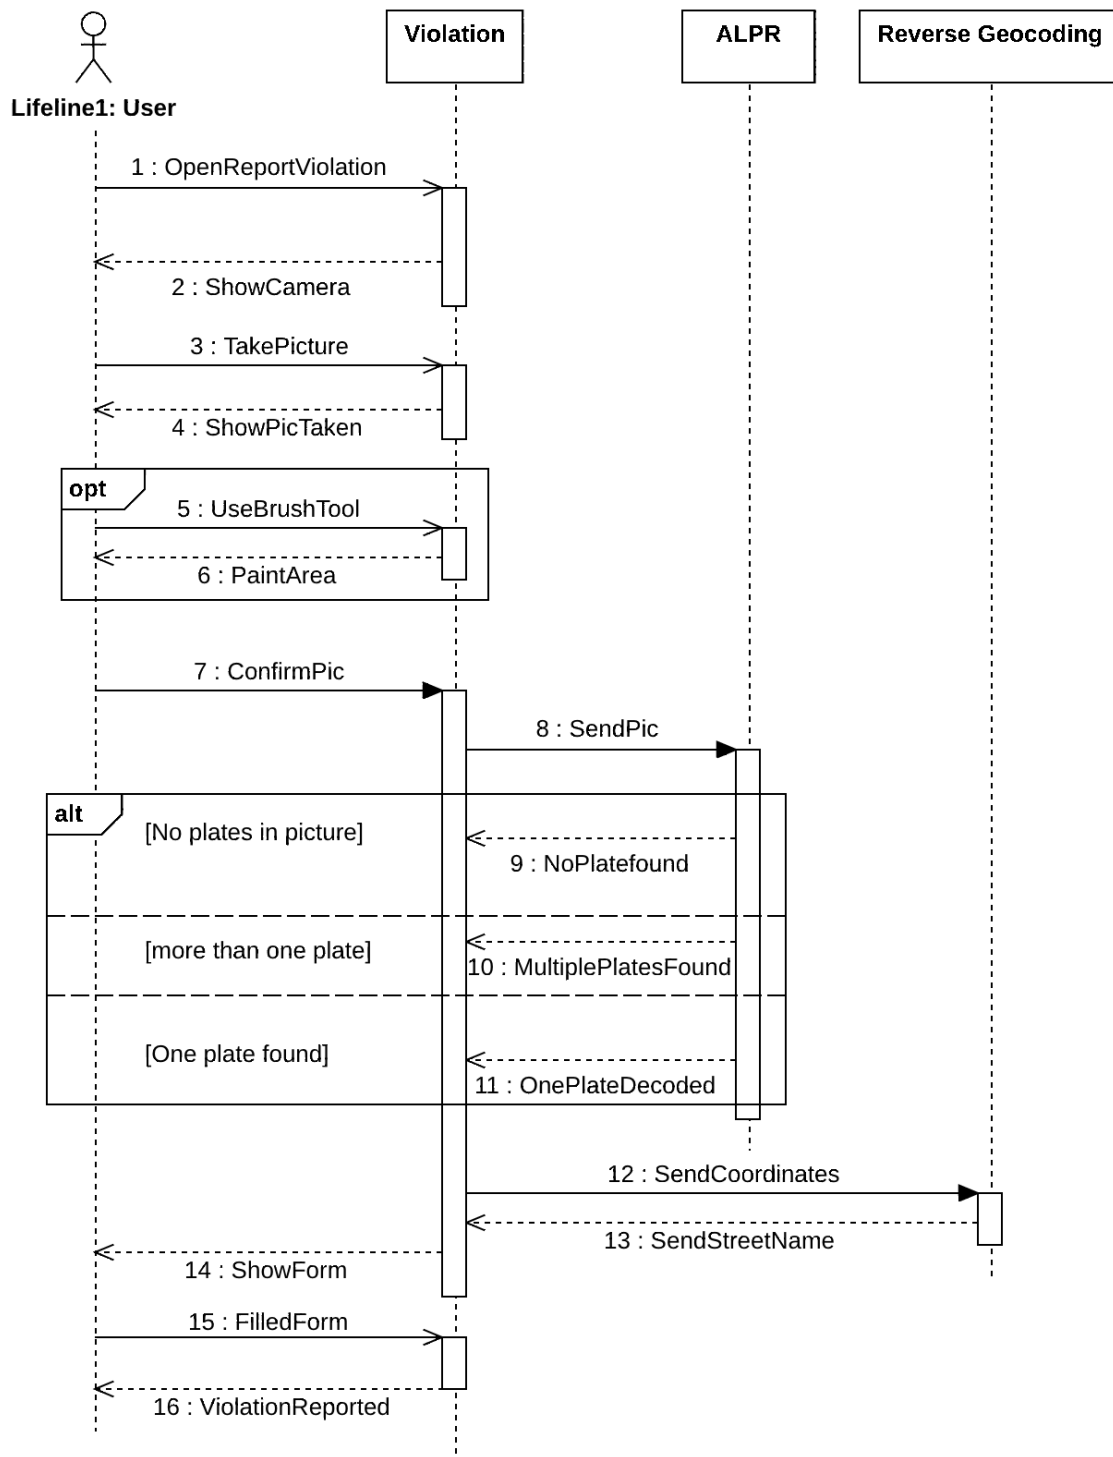 Violation
ALPR
Reverse Geocoding
Lifeline1: User
1 : OpenReportViolation
2 : ShowCamera
3 : TakePicture
4 : ShowPicTaken
opt
5 : UseBrushTool
6 : PaintArea
7 : ConfirmPic
8 : SendPic
alt
[No plates in picture]
9 : NoPlatefound
[more than one plate]
10 : MultiplePlatesFound
[One plate found]
11 : OnePlateDecoded
12 : SendCoordinates
13 : SendStreetName
14 : ShowForm
15 : FilledForm
16 : ViolationReported